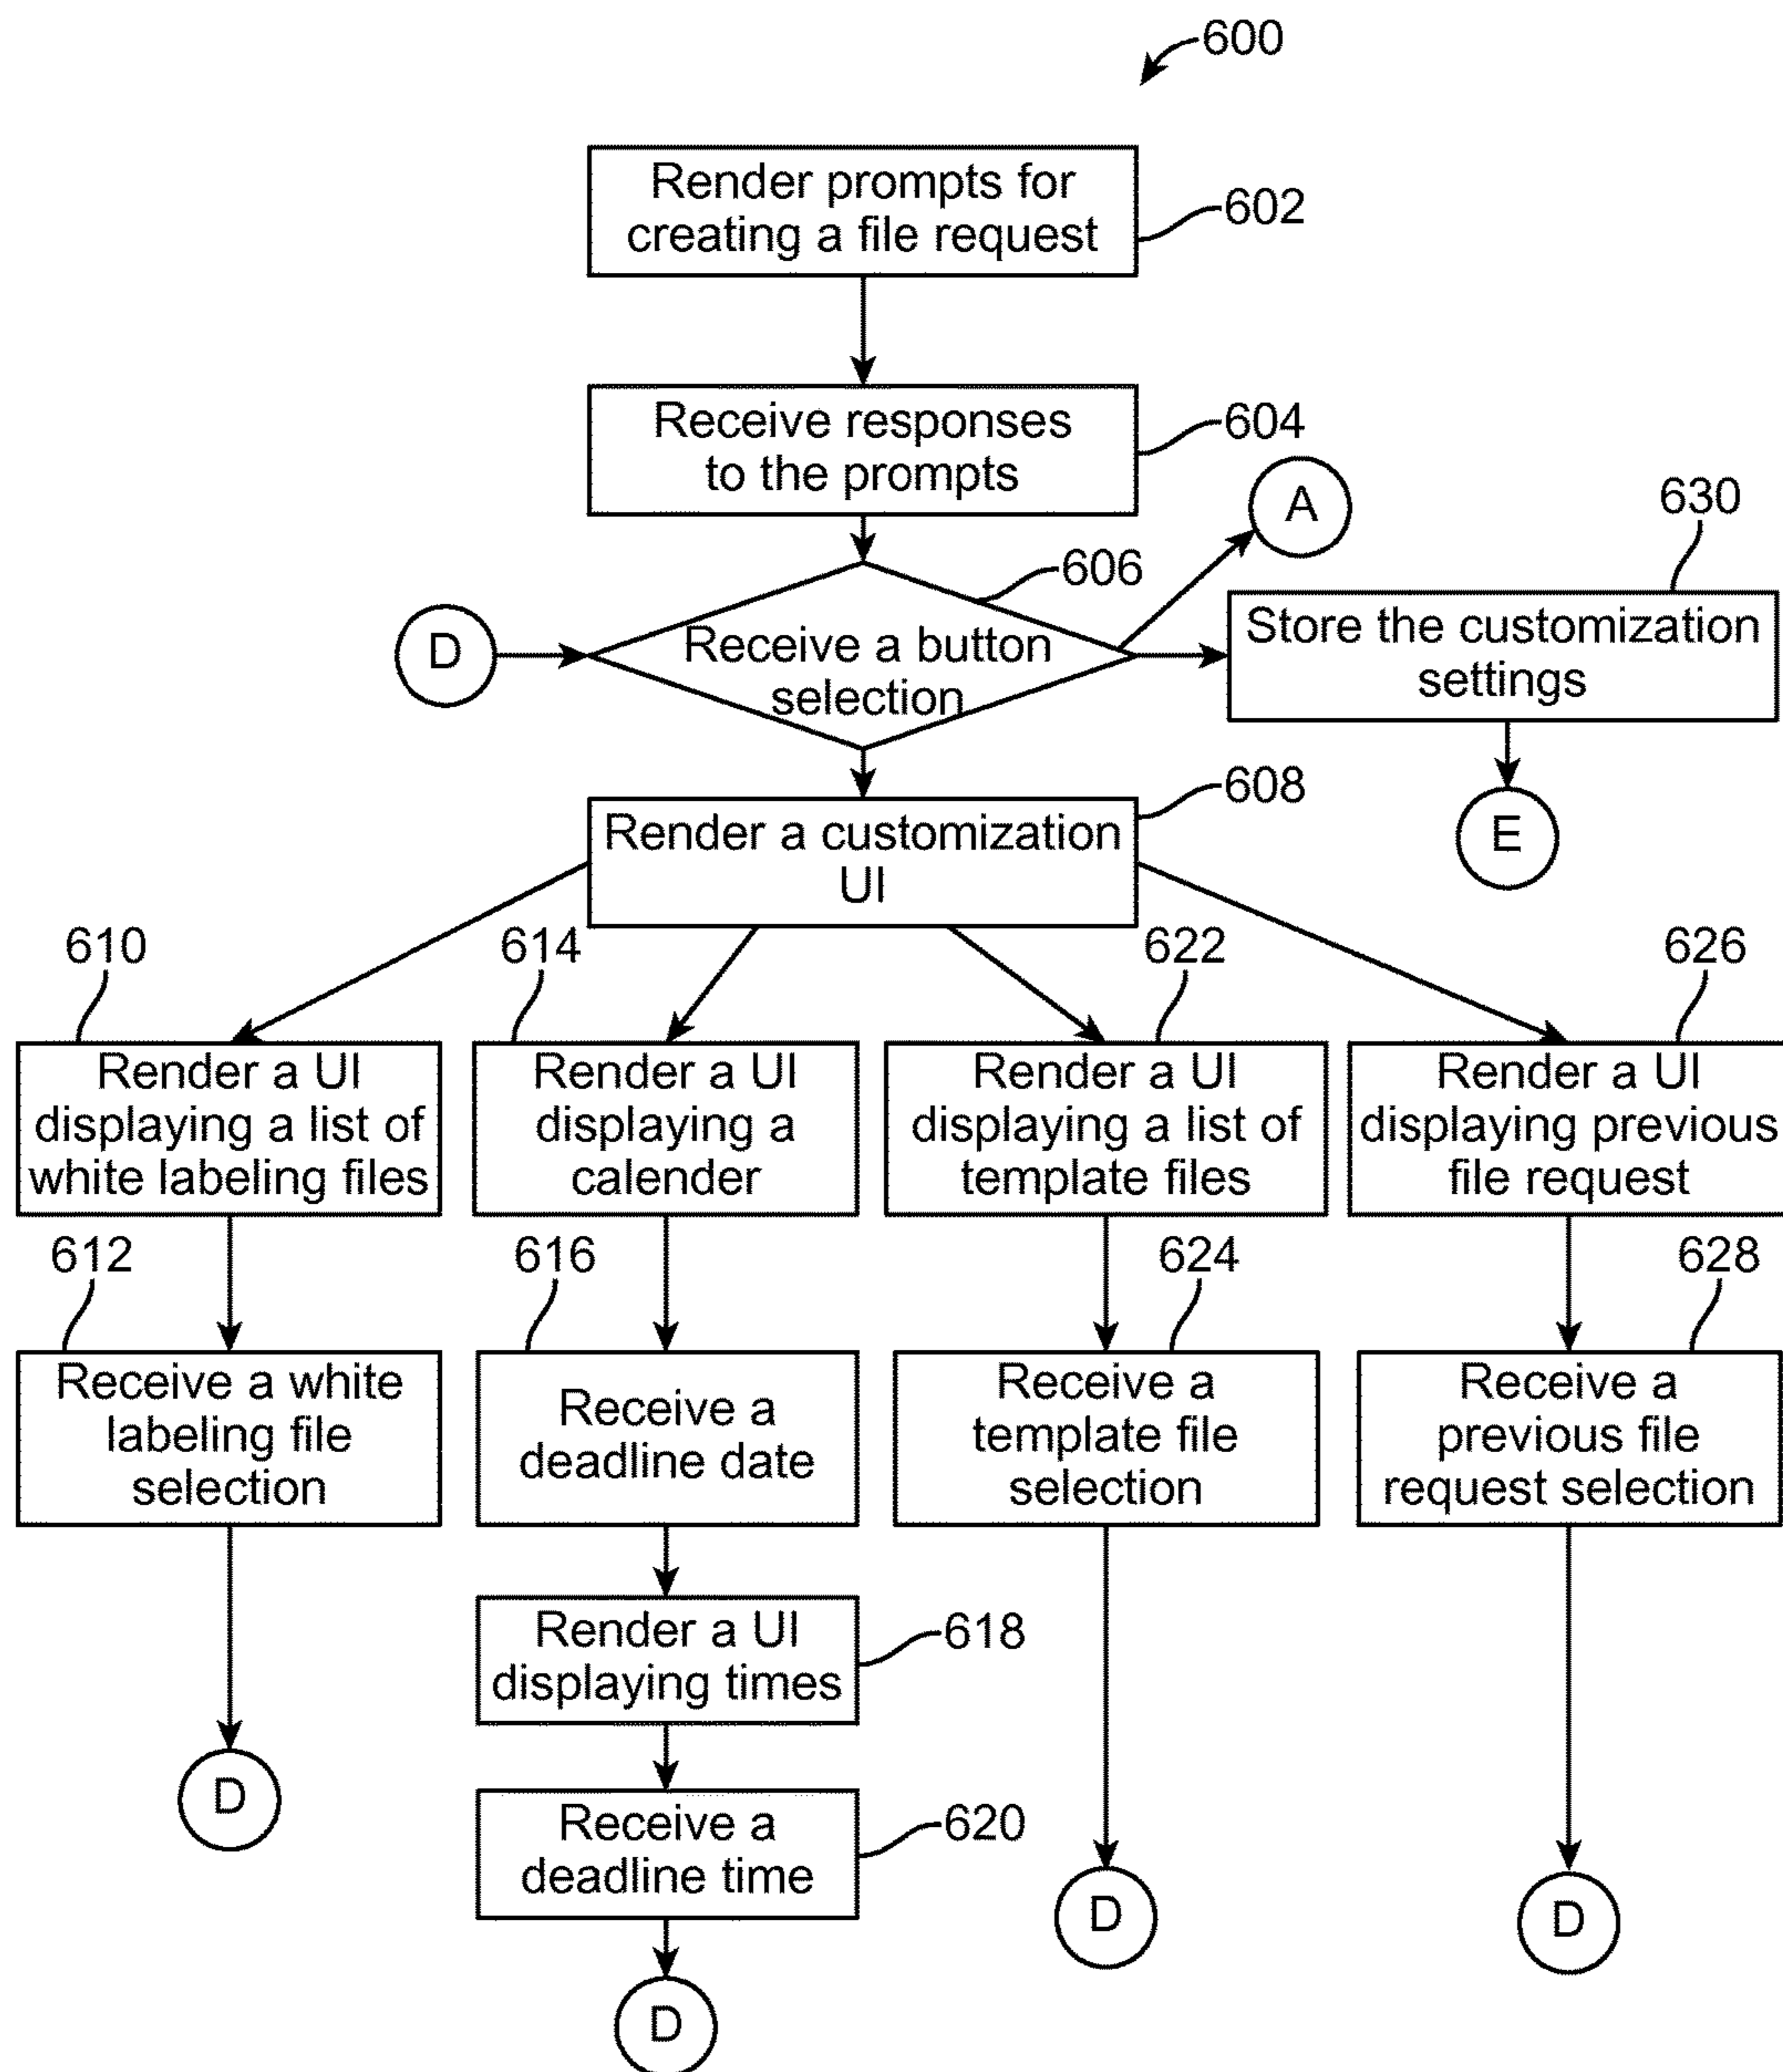 600
Render prompts for
creating a file request
602
Receive responses
to the prompts
604
A
630
606
D
Receive a button
selection
Store the customization
settings
608
Render a customization
UI
E
610
614
622
626
Render a UI
displaying a list of
white labeling files
Render a UI
displaying a
calender
Render a UI
displaying a list of
template files
Render a UI
displaying previous
file request
612
616
624
628
Receive a white
labeling file
selection
Receive a
deadline date
Receive a
template file
selection
Receive a
previous file
request selection
Render a UI
displaying times
618
D
Receive a
deadline time
620
D
D
D